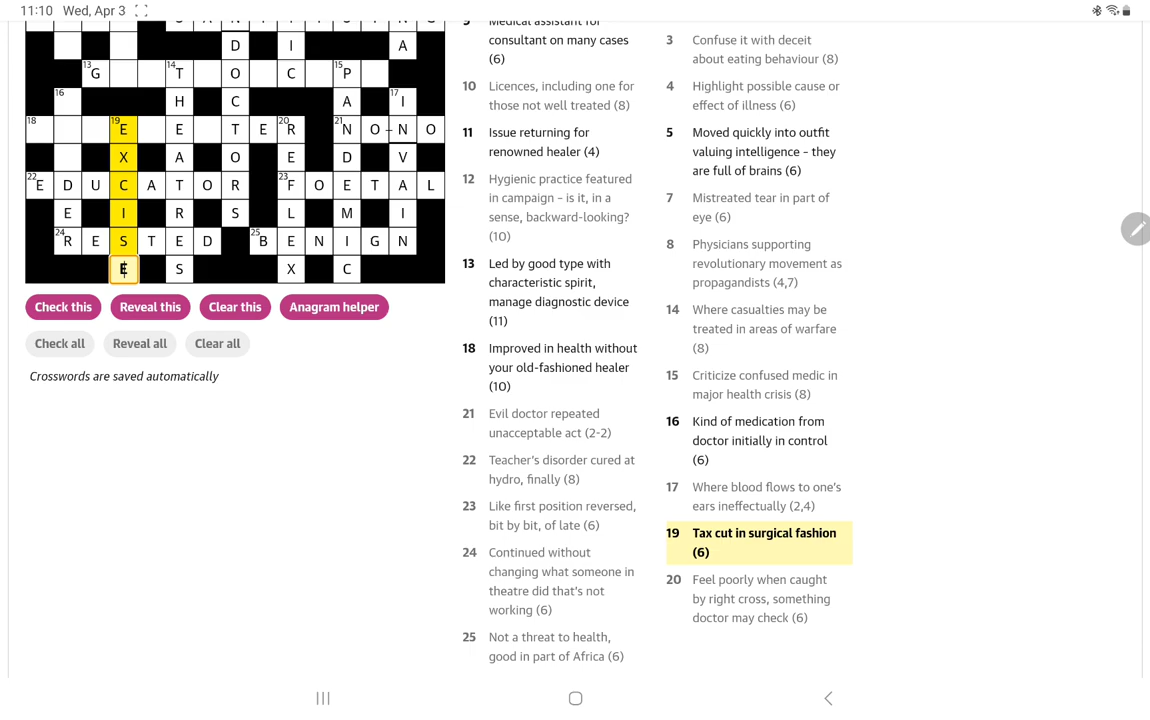 11:10 Wed, Apr 3
D I A
13 G 14 T O C 15 P
16 H C A 17 I
18 19 E E T E 20 R 21 N O - N O
X A O E D V
22 E D U C A T O R 23 F O E T A L
E I R S L M I
24 R E S T E D 25 B E N I G N
E S X C
Check this
Reveal this
Clear this
Anagram helper
Check all
Reveal all
Clear all
Crosswords are saved automatically
9 Medical assistant for
consultant on many cases
(6)
10 Licences, including one for
those not well treated (8)
11 Issue returning for
renowned healer (4)
12 Hygienic practice featured
in campaign – is it, in a
sense, backward-looking?
(10)
13 Led by good type with
characteristic spirit,
manage diagnostic device
(11)
18 Improved in health without
your old-fashioned healer
(10)
21 Evil doctor repeated
unacceptable act (2-2)
22 Teacher's disorder cured at
hydro, finally (8)
23 Like first position reversed,
bit by bit, of late (6)
24 Continued without
changing what someone in
theatre did that's not
working (6)
25 Not a threat to health,
good in part of Africa (6)
3 Confuse it with deceit
about eating behaviour (8)
4 Highlight possible cause or
effect of illness (6)
5 Moved quickly into outfit
valuing intelligence – they
are full of brains (6)
7 Mistreated tear in part of
eye (6)
8 Physicians supporting
revolutionary movement as
propagandists (4,7)
14 Where casualties may be
treated in areas of warfare
(8)
15 Criticize confused medic in
major health crisis (8)
16 Kind of medication from
doctor initially in control
(6)
17 Where blood flows to one's
ears ineffectually (2,4)
19 Tax cut in surgical fashion
(6)
20 Feel poorly when caught
by right cross, something
doctor may check (6)